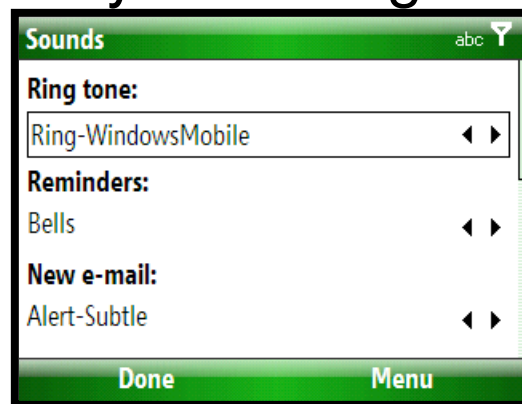 Sounds abc
Ring tone:
Ring-WindowsMobile
Reminders:
Bells
New e-mail:
Alert-Subtle
Done Menu